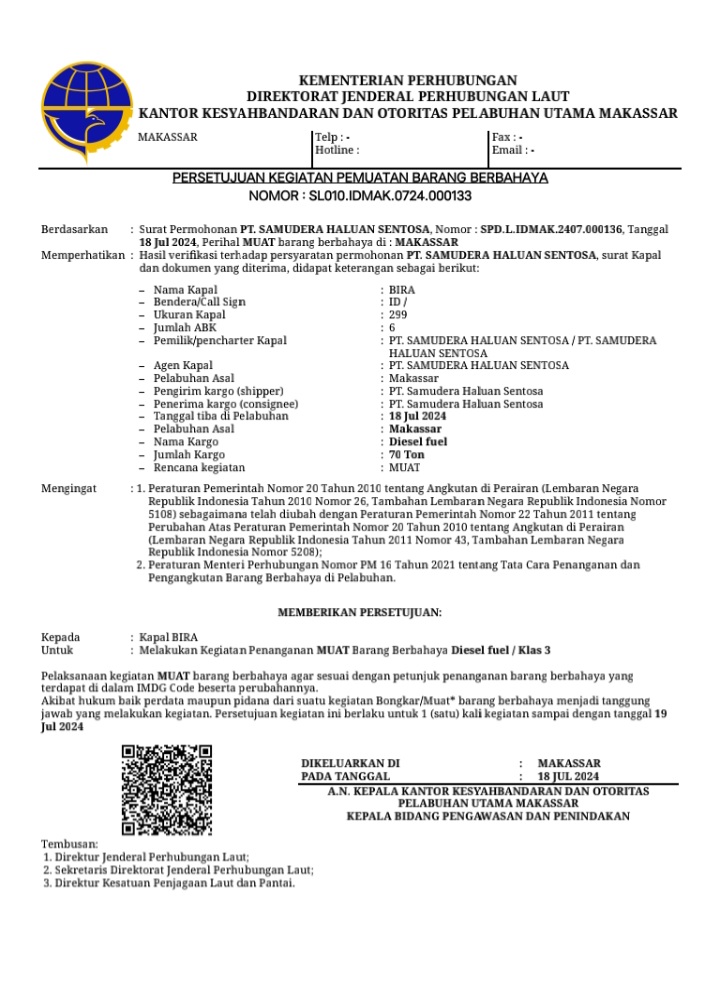 KEMENTERIAN PERHUBUNGAN
DIREKTORAT JENDERAL PERHUBUNGAN LAUT
KANTOR KESYAHBANDARAN DAN OTORITAS PELABUHAN UTAMA MAKASSAR
MAKASSAR Telp : - Fax : -
Hotline : Email : -
PERSETUJUAN KEGIATAN PEMUATAN BARANG BERBAHAYA
NOMOR : SL010.IDMAK.0724.000133
Berdasarkan : Surat Permohonan PT. SAMUDERA HALUAN SENTOSA, Nomor : SPD.L.IDMAK.2407.000136, Tanggal
18 Jul 2024, Perihal MUAT barang berbahaya di : MAKASSAR
Memperhatikan : Hasil verifikasi terhadap persyaratan permohonan PT. SAMUDERA HALUAN SENTOSA, surat Kapal
dan dokumen yang diterima, didapat keterangan sebagai berikut:
– Nama Kapal : BIRA
– Bendera/Call Sign : ID /
– Ukuran Kapal : 299
– Jumlah ABK : 6
– Pemilik/pencharter Kapal : PT. SAMUDERA HALUAN SENTOSA / PT. SAMUDERA
HALUAN SENTOSA
– Agen Kapal : PT. SAMUDERA HALUAN SENTOSA
– Pelabuhan Asal : Makassar
– Pengirim kargo (shipper) : PT. Samudera Haluan Sentosa
– Penerima kargo (consignee) : PT. Samudera Haluan Sentosa
– Tanggal tiba di Pelabuhan : 18 Jul 2024
– Pelabuhan Asal : Makassar
– Nama Kargo : Diesel fuel
– Jumlah Kargo : 70 Ton
– Rencana kegiatan : MUAT
Mengingat : 1. Peraturan Pemerintah Nomor 20 Tahun 2010 tentang Angkutan di Perairan (Lembaran Negara
Republik Indonesia Tahun 2010 Nomor 26, Tambahan Lembaran Negara Republik Indonesia Nomor
5108) sebagaimana telah diubah dengan Peraturan Pemerintah Nomor 22 Tahun 2011 tentang
Perubahan Atas Peraturan Pemerintah Nomor 20 Tahun 2010 tentang Angkutan di Perairan
(Lembaran Negara Republik Indonesia Tahun 2011 Nomor 43, Tambahan Lembaran Negara
Republik Indonesia Nomor 5208);
2. Peraturan Menteri Perhubungan Nomor PM 16 Tahun 2021 tentang Tata Cara Penanganan dan
Pengangkutan Barang Berbahaya di Pelabuhan.
MEMBERIKAN PERSETUJUAN:
Kepada : Kapal BIRA
Untuk : Melakukan Kegiatan Penanganan MUAT Barang Berbahaya Diesel fuel / Klas 3
Pelaksanaan kegiatan MUAT barang berbahaya agar sesuai dengan petunjuk penanganan barang berbahaya yang
terdapat di dalam IMDG Code beserta perubahannya.
Akibat hukum baik perdata maupun pidana dari suatu kegiatan Bongkar/Muat* barang berbahaya menjadi tanggung
jawab yang melakukan kegiatan. Persetujuan kegiatan ini berlaku untuk 1 (satu) kali kegiatan sampai dengan tanggal 19
Jul 2024
DIKELUARKAN DI : MAKASSAR
PADA TANGGAL : 18 JUL 2024
A.N. KEPALA KANTOR KESYAHBANDARAN DAN OTORITAS
PELABUHAN UTAMA MAKASSAR
KEPALA BIDANG PENGAWASAN DAN PENINDAKAN
Tembusan:
1. Direktur Jenderal Perhubungan Laut;
2. Sekretaris Direktorat Jenderal Perhubungan Laut;
3. Direktur Kesatuan Penjagaan Laut dan Pantai.